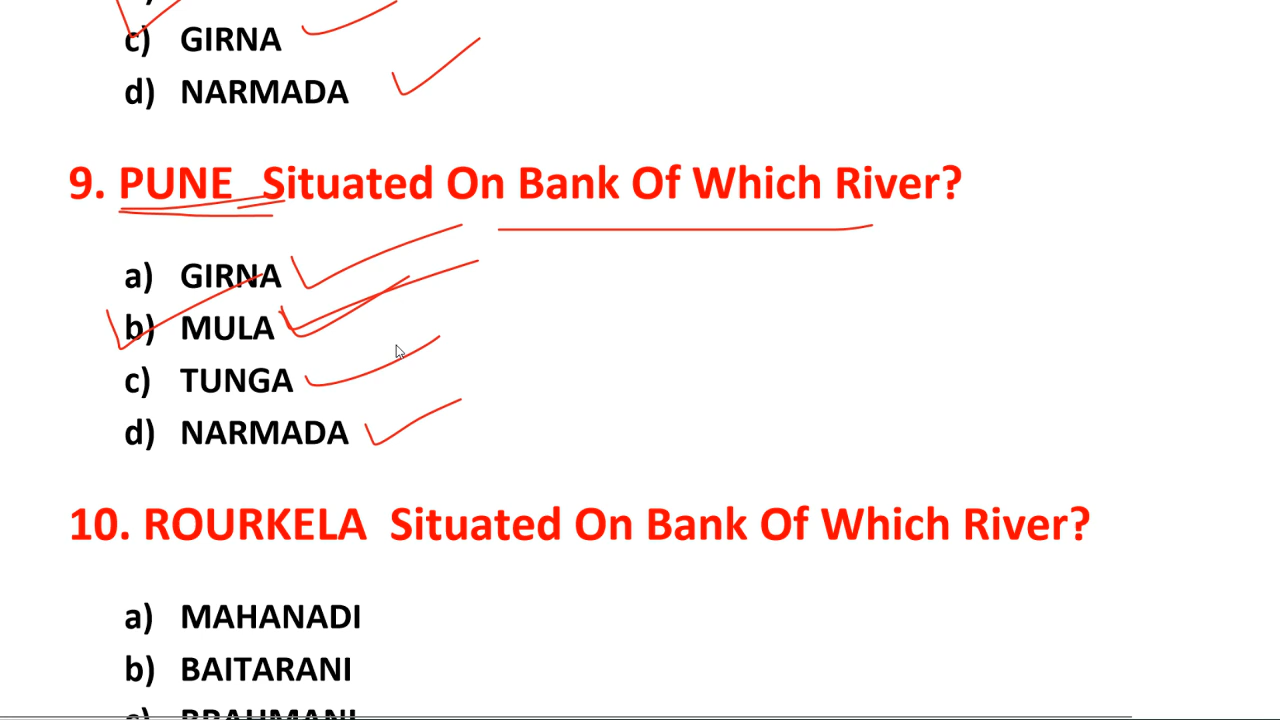 c) GIRNA
d) NARMADA
9. PUNE Situated On Bank Of Which River?
a) GIRNA
b) MULA
c) TUNGA
d) NARMADA
10. ROURKELA Situated On Bank Of Which River?
a) MAHANADI
b) BAITARANI
c) BRAHMANI